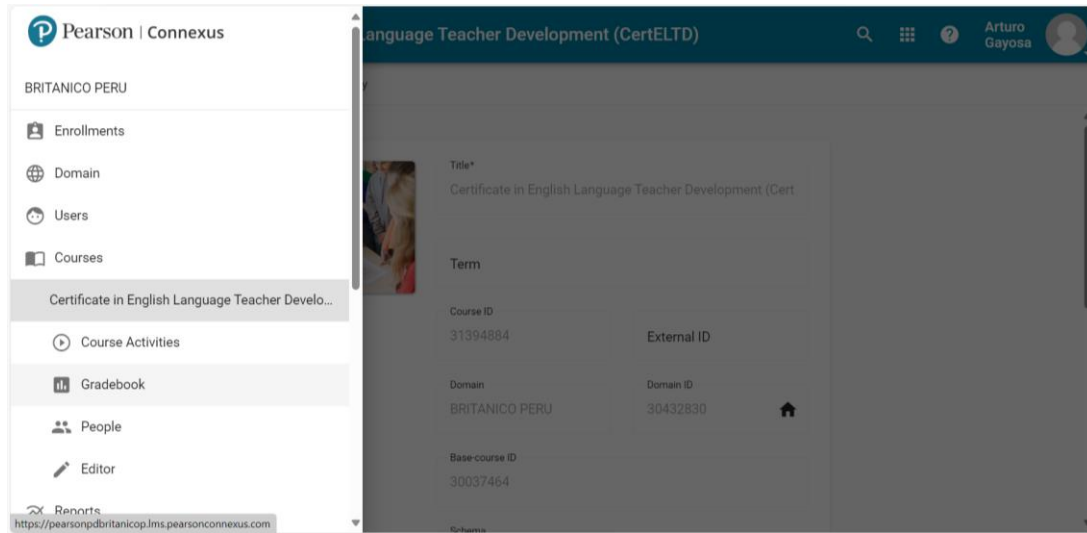 Pearson | Connexus
BRITANICO PERU
Enrollments
Domain
Users
Courses
Certificate in English Language Teacher Develo...
Course Activities
Gradebook
People
Editor
Reports
https://pearsonpdbritanicop.lms.pearsonconnexus.com
anguage Teacher Development (CertELTD)
Arturo
Gayosa
y
Title*
Certificate in English Language Teacher Development (Cert
Term
Course ID
31394884
External ID
Domain
BRITANICO PERU
Domain ID
30432830
Base-course ID
30037464
Schema